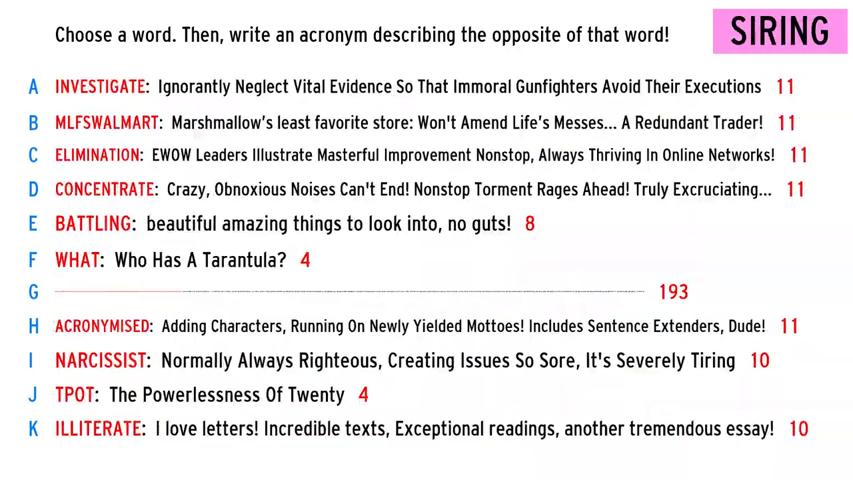 Choose a word. Then, write an acronym describing the opposite of that word!
SIRING
A INVESTIGATE: Ignorantly Neglect Vital Evidence So That Immoral Gunfighters Avoid Their Executions 11
B MLFSWALMART: Marshmallow's least favorite store: Won't Amend Life's Messes... A Redundant Trader! 11
C ELIMINATION: EWOW Leaders Illustrate Masterful Improvement Nonstop, Always Thriving In Online Networks! 11
D CONCENTRATE: Crazy, Obnoxious Noises Can't End! Nonstop Torment Rages Ahead! Truly Excruciating... 11
E BATTLING: beautiful amazing things to look into, no guts! 8
F WHAT: Who Has A Tarantula? 4
G 193
H ACRONYMISED: Adding Characters, Running On Newly Yielded Mottoes! Includes Sentence Extenders, Dude! 11
I NARCISSIST: Normally Always Righteous, Creating Issues So Sore, It's Severely Tiring 10
J TPOT: The Powerlessness Of Twenty 4
K ILLITERATE: I love letters! Incredible texts, Exceptional readings, another tremendous essay! 10